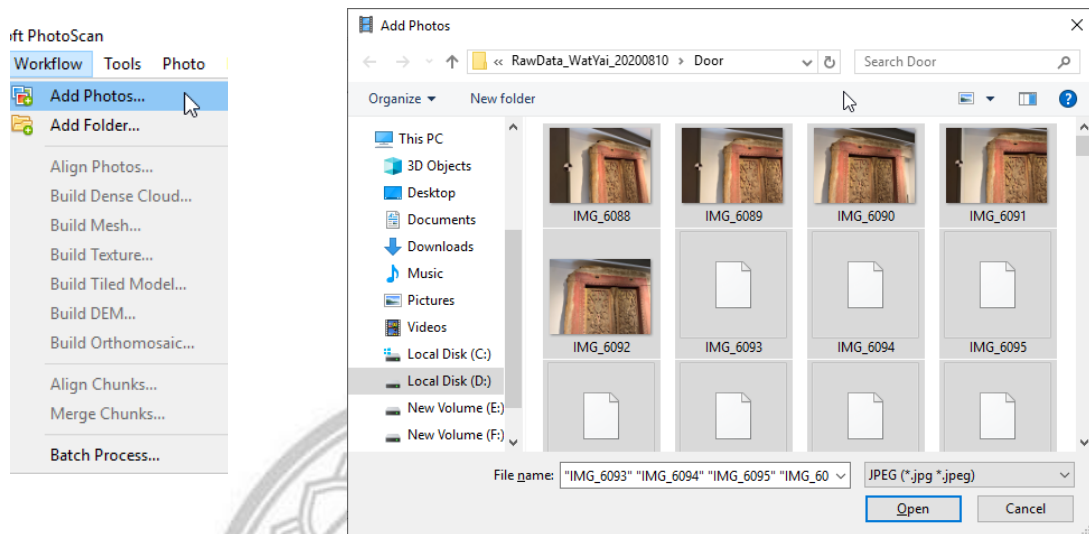 oft PhotoScan
Workflow Tools Photo
Add Photos...
Add Folder...
Align Photos...
Build Dense Cloud...
Build Mesh...
Build Texture...
Build Tiled Model...
Build DEM...
Build Orthomosaic...
Align Chunks...
Merge Chunks...
Batch Process...
Add Photos
« RawData_WatYai_20200810 › Door
Search Door
Organize New folder
This PC
3D Objects
Desktop
Documents
Downloads
Music
Pictures
Videos
Local Disk (C:)
Local Disk (D:)
New Volume (E:)
New Volume (F:)
IMG_6088 IMG_6089 IMG_6090 IMG_6091
IMG_6092 IMG_6093 IMG_6094 IMG_6095
File name: "IMG_6093" "IMG_6094" "IMG_6095" "IMG_60 JPEG (*.jpg *.jpeg)
Open Cancel